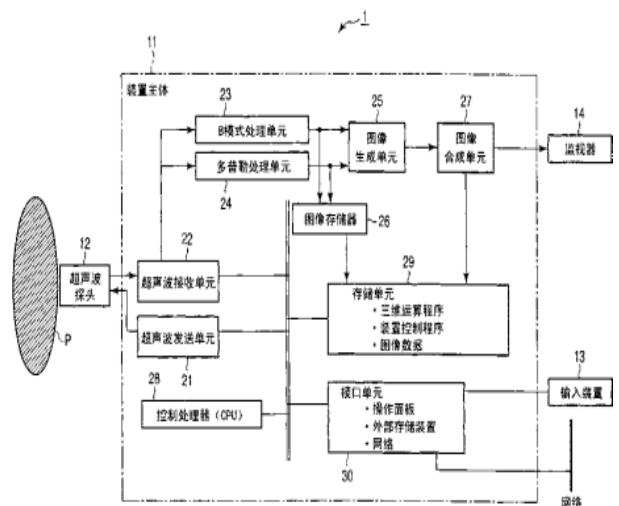 1
11
装置主体
23
B模式处理单元
25
图像
生成单元
27
图像
合成单元
14
监视器
多普勒处理单元
24
图像存储器
26
12
超声波
探头
22
超声波接收单元
29
存储单元
・三维运算程序
・装置控制程序
・图像数据
P
超声波发送单元
21
28
控制处理器(CPU)
接口单元
・操作面板
・外部存储装置
・网络
30
13
输入装置
网络